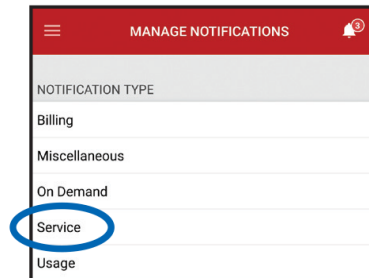 MANAGE NOTIFICATIONS 3
NOTIFICATION TYPE
Billing
Miscellaneous
On Demand
Service
Usage